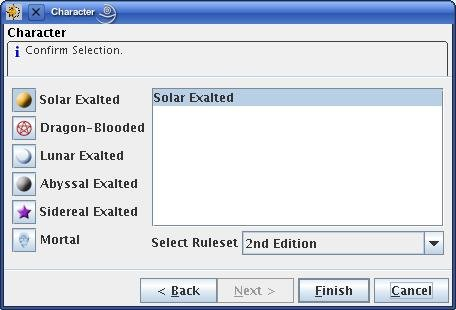 Character
Character
i Confirm Selection.
Solar Exalted
Dragon-Blooded
Lunar Exalted
Abyssal Exalted
Sidereal Exalted
Mortal
Solar Exalted
Select Ruleset 2nd Edition
< Back Next > Finish Cancel